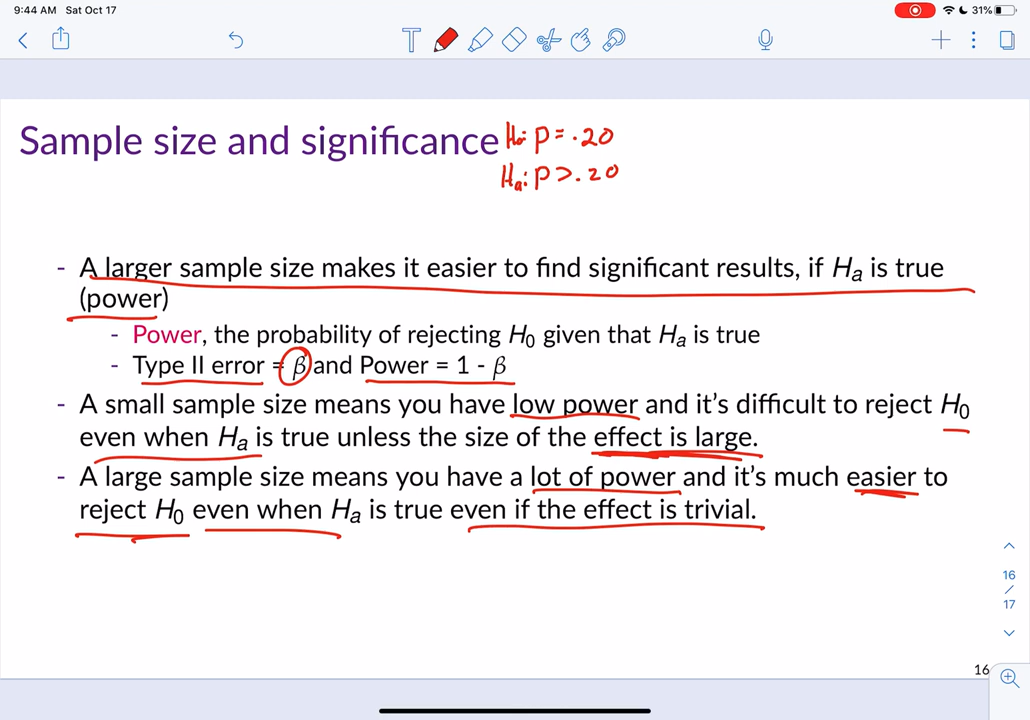 9:44 AM Sat Oct 17
31%
T
Sample size and significance
H₀: p = .20
Hₐ: p > .20
- A larger sample size makes it easier to find significant results, if Hₐ is true
(power)
- Power, the probability of rejecting H₀ given that Hₐ is true
- Type II error = β and Power = 1 - β
- A small sample size means you have low power and it's difficult to reject H₀
even when Hₐ is true unless the size of the effect is large.
- A large sample size means you have a lot of power and it's much easier to
reject H₀ even when Hₐ is true even if the effect is trivial.
16
/
17
16